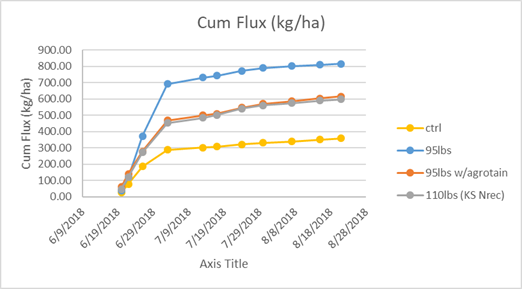 Cum Flux (kg/ha)
900.00
800.00
700.00
600.00
500.00
400.00
300.00
200.00
100.00
0.00
Cum Flux (kg/ha)
6/9/2018
6/19/2018
6/29/2018
7/9/2018
7/19/2018
7/29/2018
8/8/2018
8/18/2018
8/28/2018
Axis Title
ctrl
95lbs
95lbs w/agrotain
110lbs (KS Nrec)